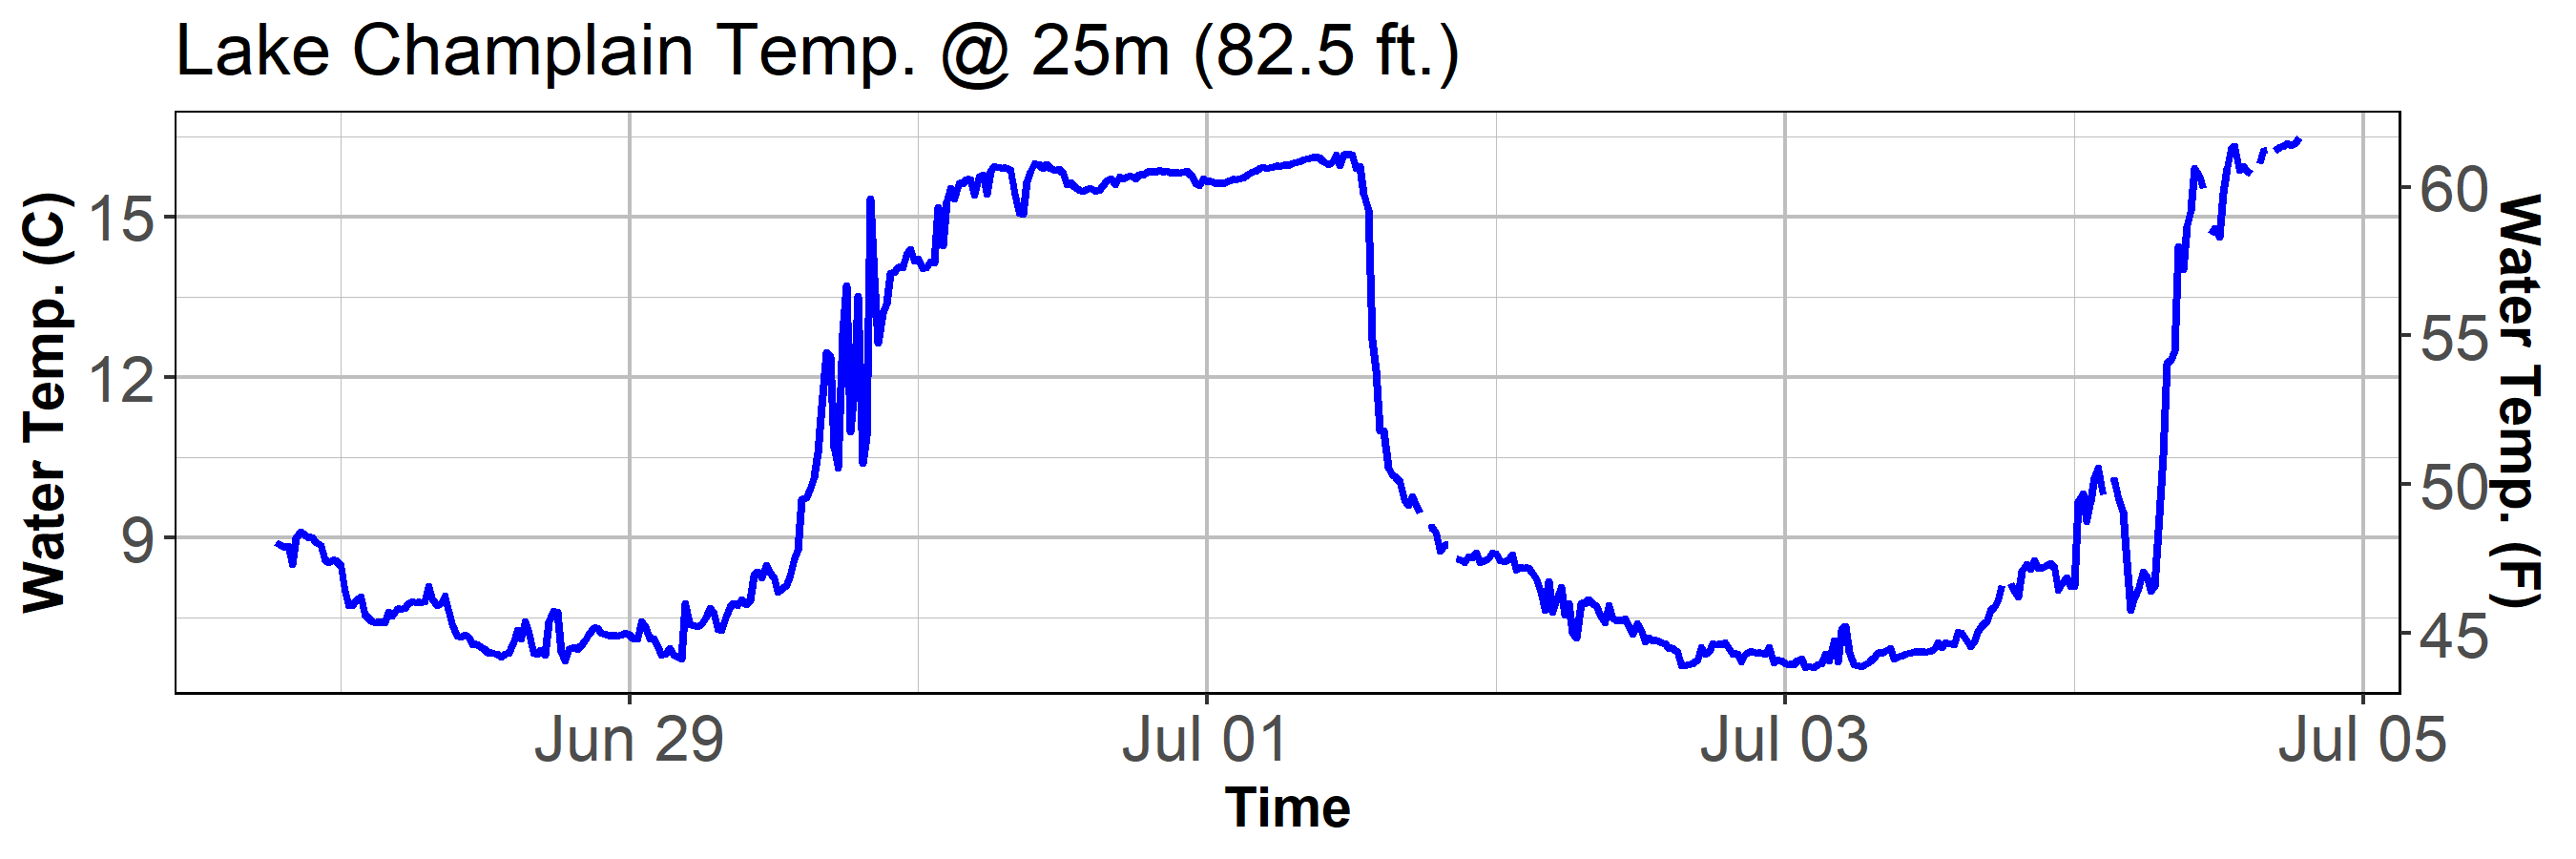 Lake Champlain Temp. @ 25m (82.5 ft.)
Water Temp. (C)
15
12
9
60
55
50
45
Water Temp. (F)
Jun 29
Jul 01
Jul 03
Jul 05
Time